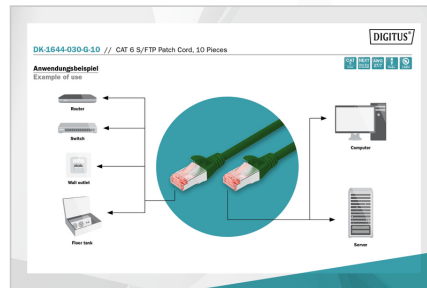 DIGITUS®
DK-1644-030-G-10 // CAT 6 S/FTP Patch Cord, 10 Pieces
Anwendungsbeispiel
Example of use
Router
Switch
Wall outlet
Floor tank
Computer
Server